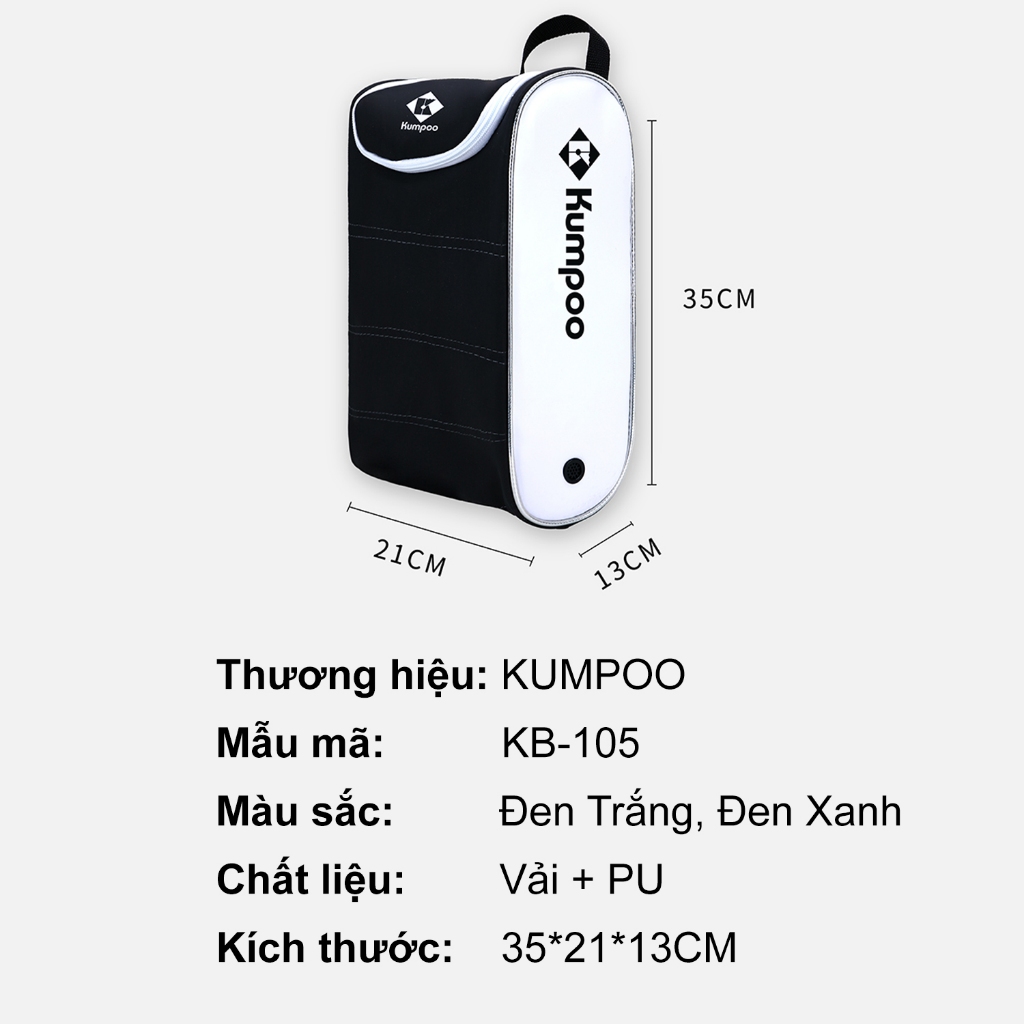 Kumpoo
Kumpoo
35CM
21CM
13CM
Thương hiệu: KUMPOO
Mẫu mã: KB-105
Màu sắc: Đen Trắng, Đen Xanh
Chất liệu: Vải + PU
Kích thước: 35*21*13CM